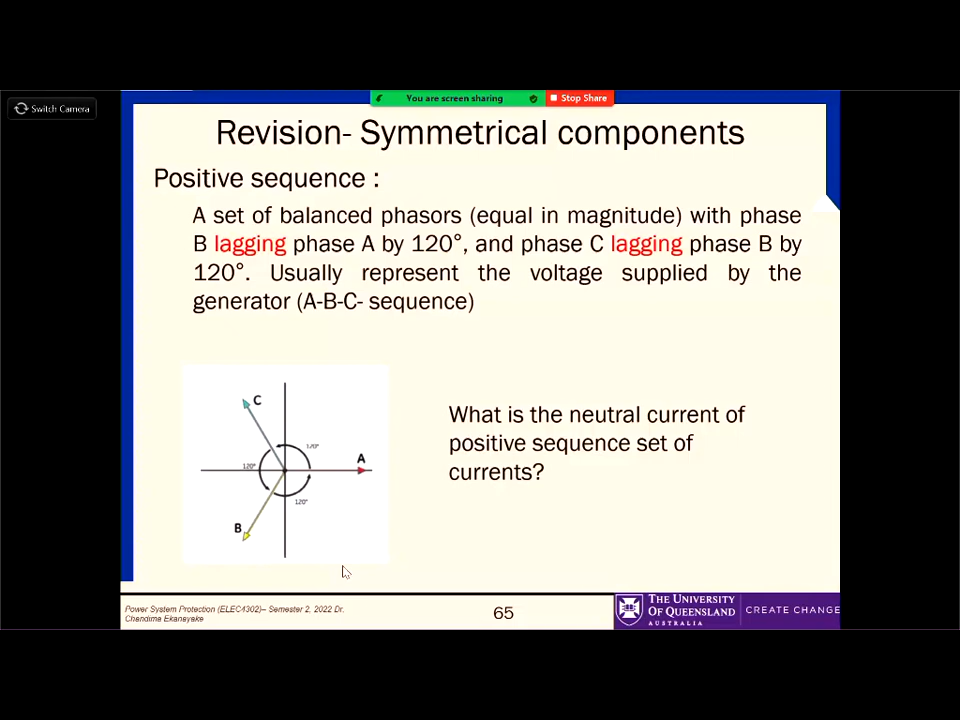 You are screen sharing
Stop Share
Switch Camera
Revision- Symmetrical components
Positive sequence :
A set of balanced phasors (equal in magnitude) with phase
B lagging phase A by 120°, and phase C lagging phase B by
120°. Usually represent the voltage supplied by the
generator (A-B-C- sequence)
C
120°
A
120°
120°
B
What is the neutral current of
positive sequence set of
currents?
Power System Protection (ELEC4302)– Semester 2, 2022 Dr.
Chandima Ekanayake
65
THE UNIVERSITY
OF QUEENSLAND
AUSTRALIA
CREATE CHANGE